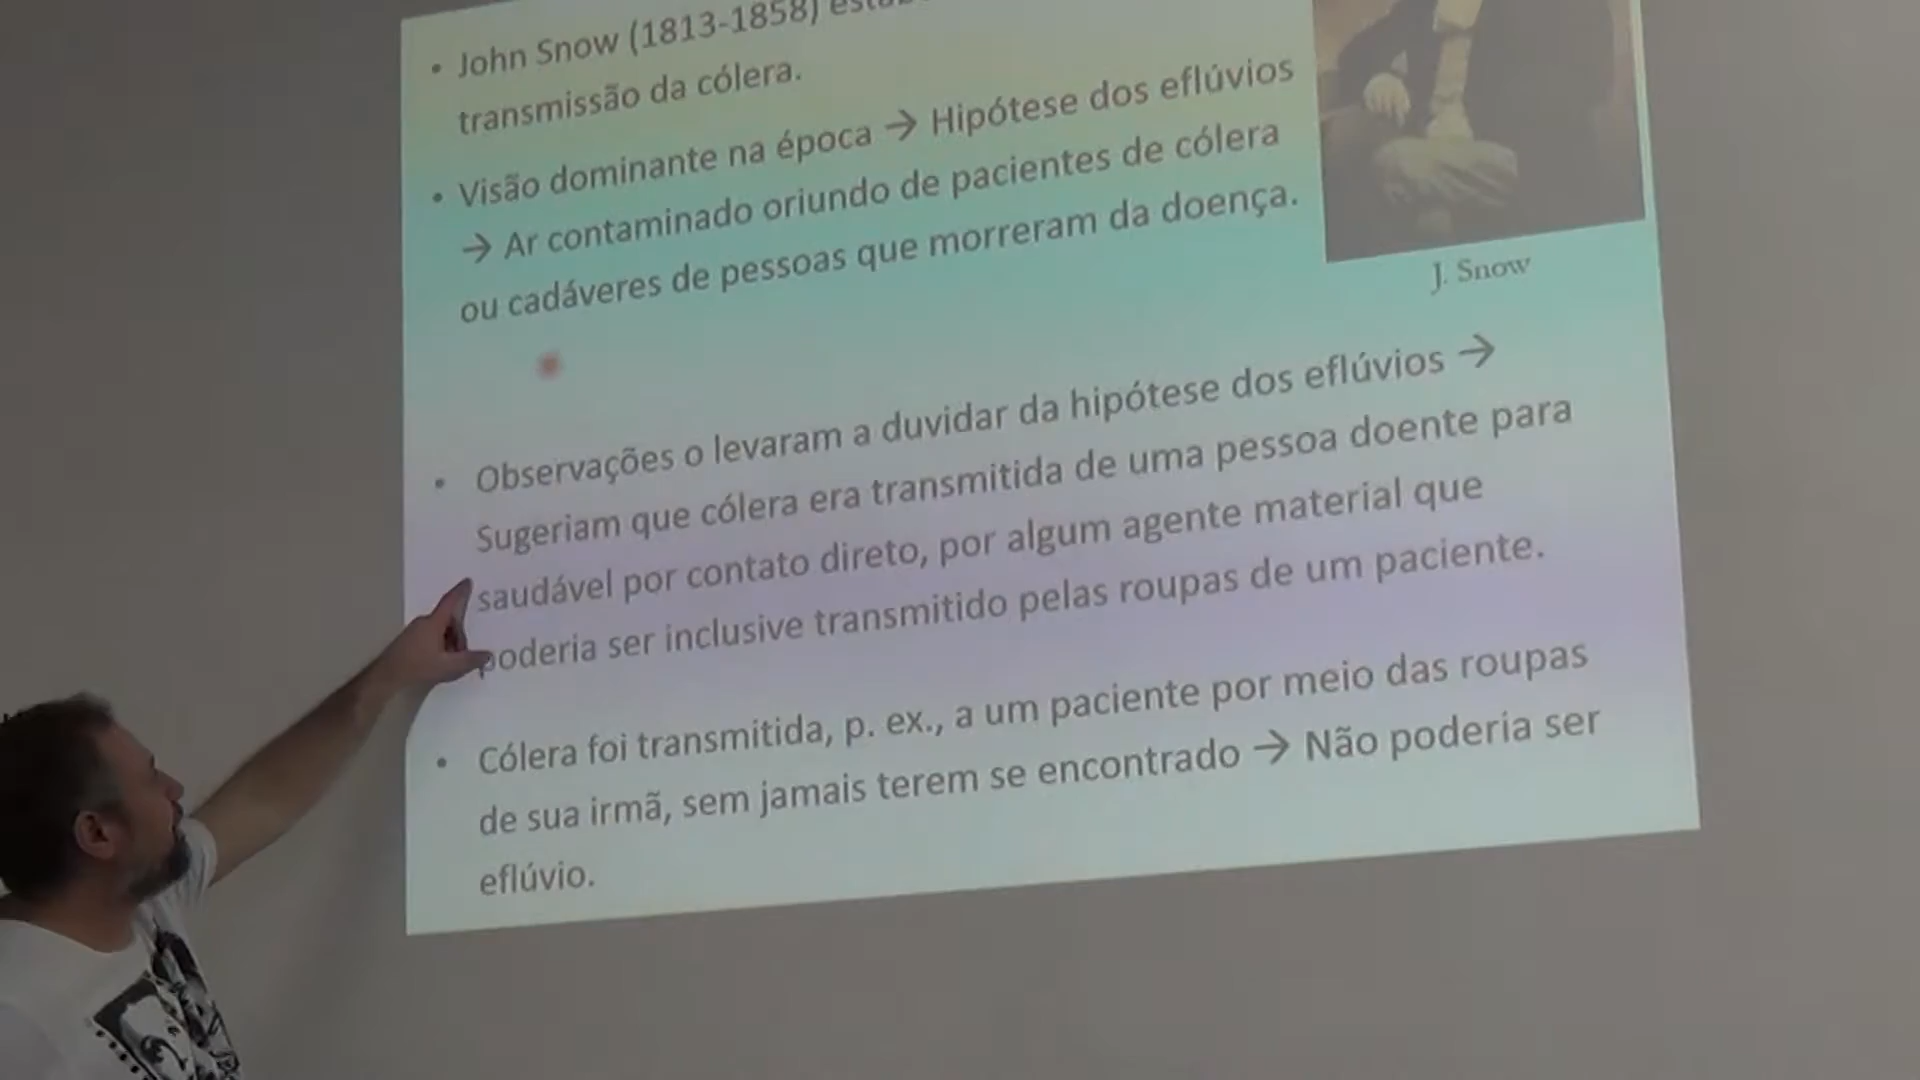 • John Snow (1813-1858)
transmissão da cólera.
• Visão dominante na época → Hipótese dos eflúvios
→ Ar contaminado oriundo de pacientes de cólera
ou cadáveres de pessoas que morreram da doença.
J. Snow
• Observações o levaram a duvidar da hipótese dos eflúvios →
Sugeriam que cólera era transmitida de uma pessoa doente para
saudável por contato direto, por algum agente material que
poderia ser inclusive transmitido pelas roupas de um paciente.
• Cólera foi transmitida, p. ex., a um paciente por meio das roupas
de sua irmã, sem jamais terem se encontrado → Não poderia ser
eflúvio.